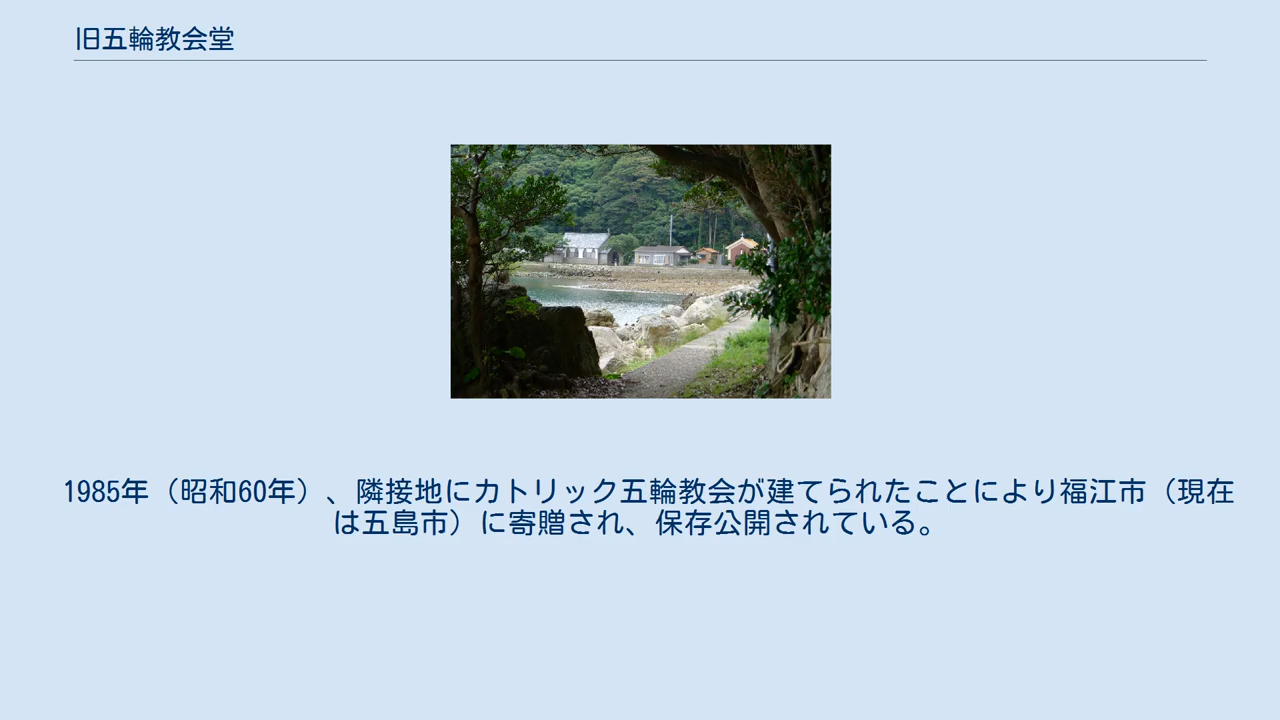 旧五輪教会堂
1985年（昭和60年）、隣接地にカトリック五輪教会が建てられたことにより福江市（現在
は五島市）に寄贈され、保存公開されている。